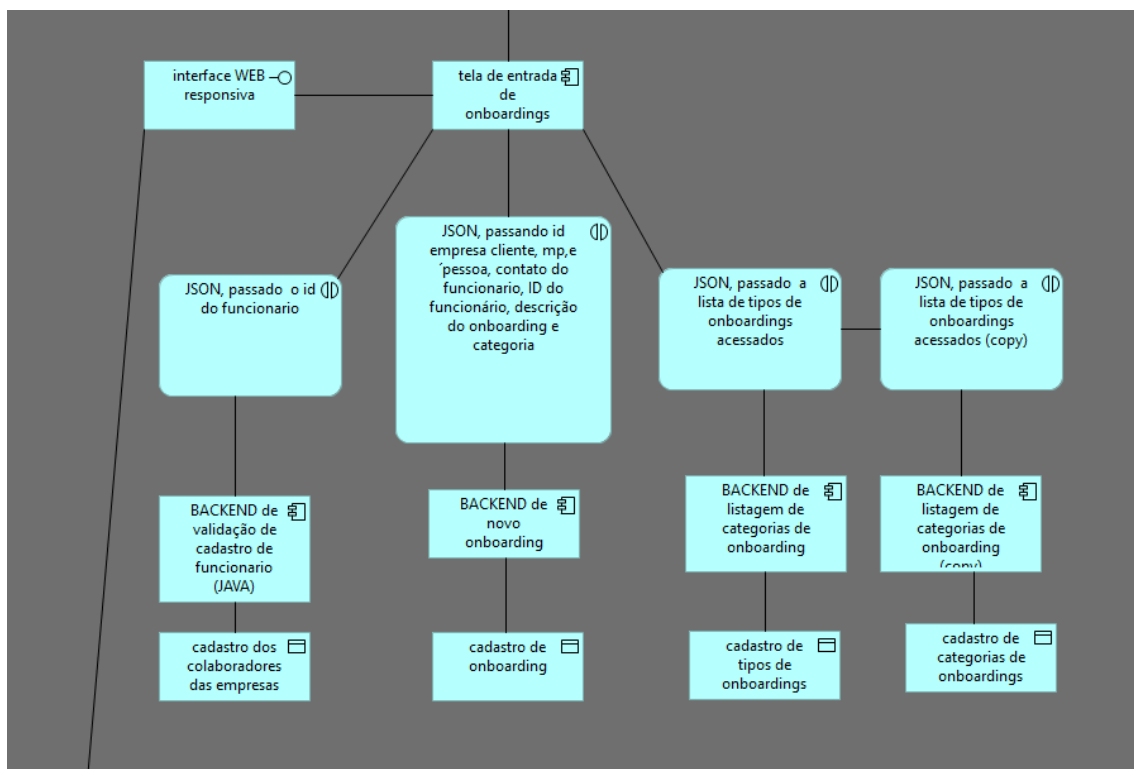 interface WEB
responsiva
tela de entrada
de
onboardings
JSON, passado  o id
do funcionario
JSON, passando id
empresa cliente, mp,e
´pessoa, contato do
funcionario, ID do
funcionário, descrição
do onboarding e
categoria
JSON, passado  a
lista de tipos de
onboardings
acessados
JSON, passado  a
lista de tipos de
onboardings
acessados (copy)
BACKEND de
validação de
cadastro de
funcionario
(JAVA)
BACKEND de
novo
onboarding
BACKEND de
listagem de
categorias de
onboarding
BACKEND de
listagem de
categorias de
onboarding
(copy)
cadastro dos
colaboradores
das empresas
cadastro de
onboarding
cadastro de
tipos de
onboardings
cadastro de
categorias de
onboardings